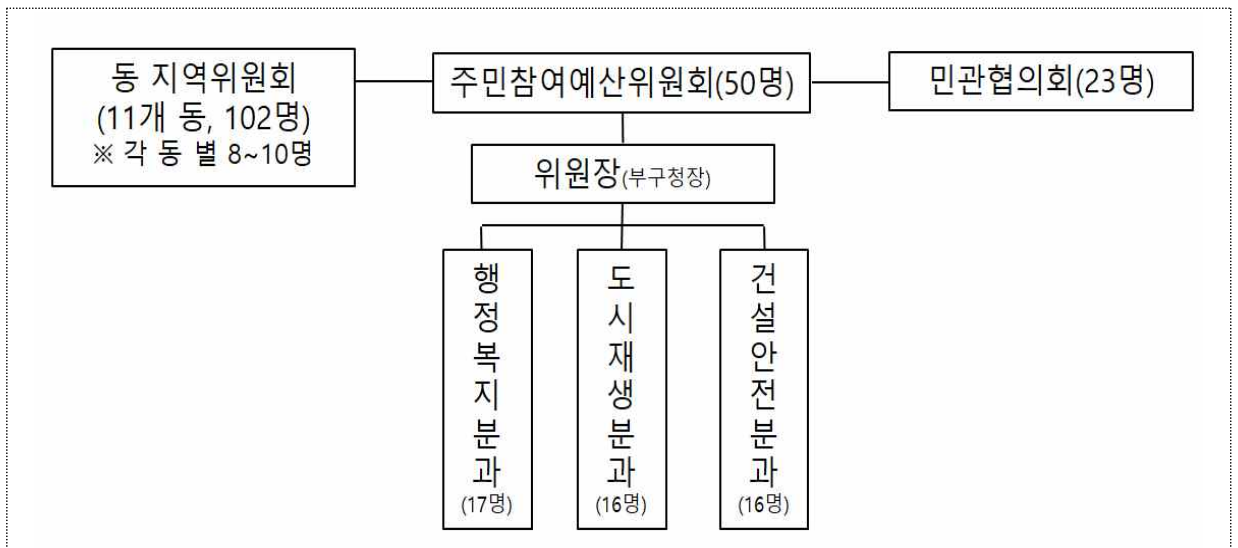 동 지역위원회
(11개 동, 102명)
※ 각 동 별 8~10명
주민참여예산위원회(50명)
민관협의회(23명)
위원장(부구청장)
행정복지분과
(17명)
도시재생분과
(16명)
건설안전분과
(16명)